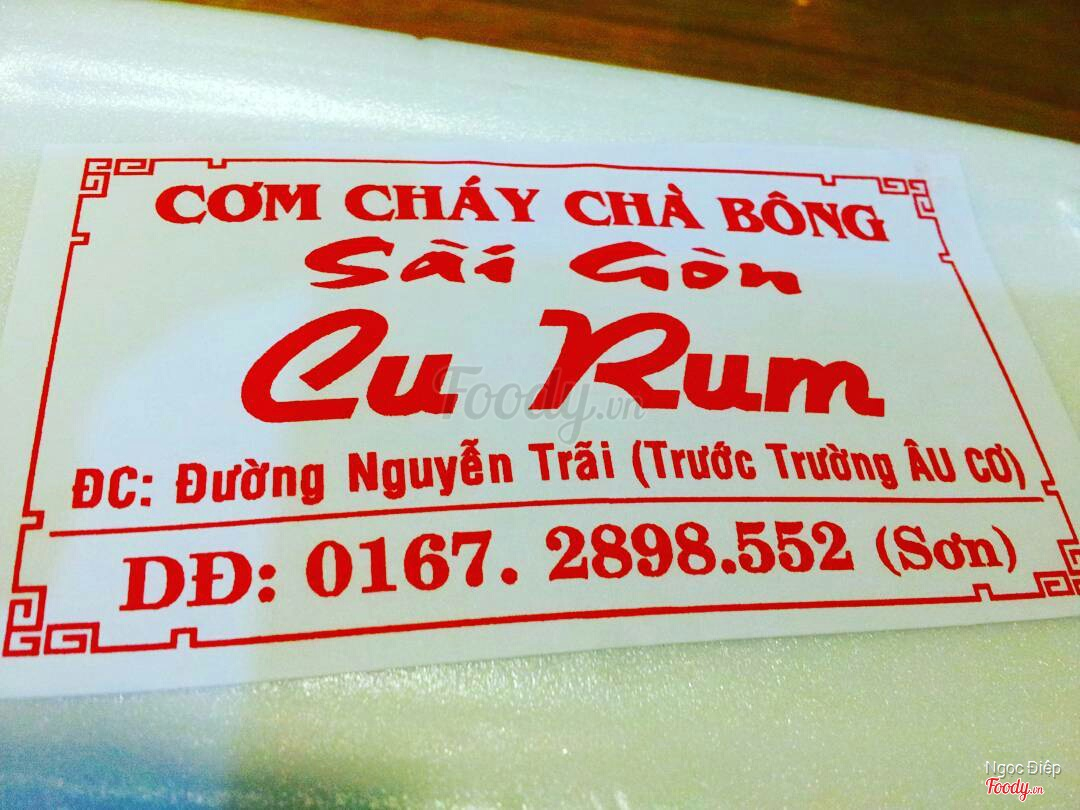 CƠM CHÁY CHÀ BÔNG
Sài Gòn
Cu Rum
Foody.vn
ĐC: Đường Nguyễn Trãi (Trước Trường ÂU CƠ)
DĐ: 0167. 2898.552 (Sơn)
Ngọc Điệp
Foody.vn